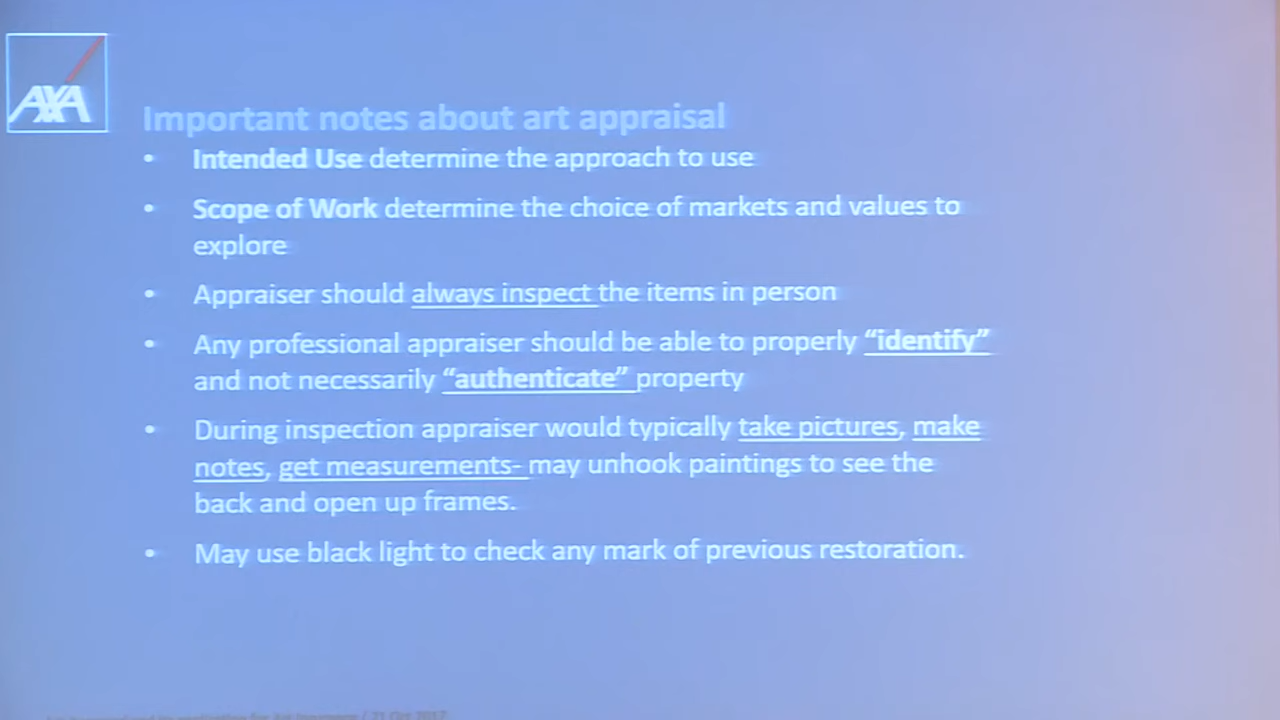 AXA
Important notes about art appraisal
• Intended Use determine the approach to use
• Scope of Work determine the choice of markets and values to
explore
• Appraiser should always inspect the items in person
• Any professional appraiser should be able to properly “identify”
and not necessarily “authenticate” property
• During inspection appraiser would typically take pictures, make
notes, get measurements- may unhook paintings to see the
back and open up frames.
• May use black light to check any mark of previous restoration.